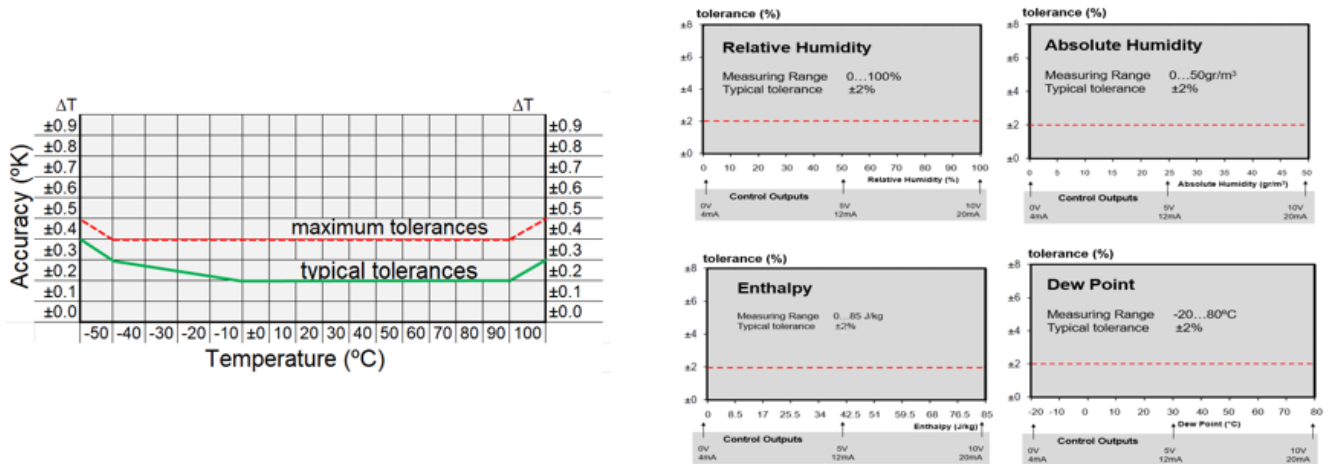 ΔT ΔT
±0.9 ±0.9
±0.8 ±0.8
±0.7 ±0.7
±0.6 ±0.6
±0.5 ±0.5
±0.4 maximum tolerances ±0.4
±0.3 ±0.3
±0.2 typical tolerances ±0.2
±0.1 ±0.1
±0.0 ±0.0
Accuracy (ºK)
-50 -40 -30 -20 -10 ±0 10 20 30 40 50 60 70 80 90 100
Temperature (ºC)
tolerance (%)
±8
±6
±4
±2
±0
Relative Humidity
Measuring Range 0...100%
Typical tolerance ±2%
0 10 20 30 40 50 60 70 80 90 100
Relative Humidity (%)
Control Outputs
0V 5V 10V
4mA 12mA 20mA
tolerance (%)
±8
±6
±4
±2
±0
Absolute Humidity
Measuring Range 0...50gr/m³
Typical tolerance ±2%
0 5 10 15 20 25 30 35 40 45 50
Absolute Humidity (gr/m³)
Control Outputs
0V 5V 10V
4mA 12mA 20mA
tolerance (%)
±8
±6
±4
±2
±0
Enthalpy
Measuring Range 0...85 J/kg
Typical tolerance ±2%
0 8.5 17 25.5 34 42.5 51 59.5 68 76.5 85
Enthalpy (J/kg)
Control Outputs
0V 5V 10V
4mA 12mA 20mA
tolerance (%)
±8
±6
±4
±2
±0
Dew Point
Measuring Range -20...80ºC
Typical tolerance ±2%
-20 -10 0 10 20 30 40 50 60 70 80
Dew Point (°C)
Control Outputs
0V 5V 10V
4mA 12mA 20mA